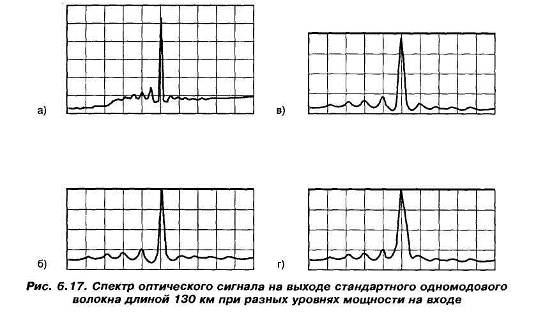 а)
в)
б)
г)
Рис. 6.17. Спектр оптического сигнала на выходе стандартного одномодового
волокна длиной 130 км при разных уровнях мощности на входе